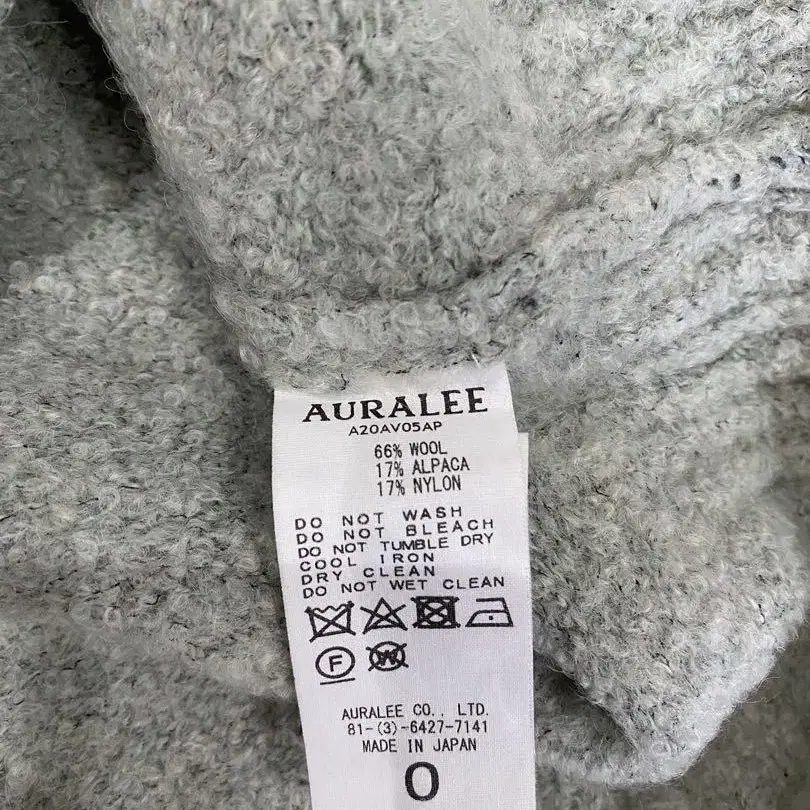 AURALEE
A20AV05AP
66% WOOL
17% ALPACA
17% NYLON
DO NOT WASH
DO NOT BLEACH
DO NOT TUMBLE DRY
COOL IRON
DRY CLEAN
DO NOT WET CLEAN
F W
AURALEE CO., LTD.
81-(3)-6427-7141
MADE IN JAPAN
0